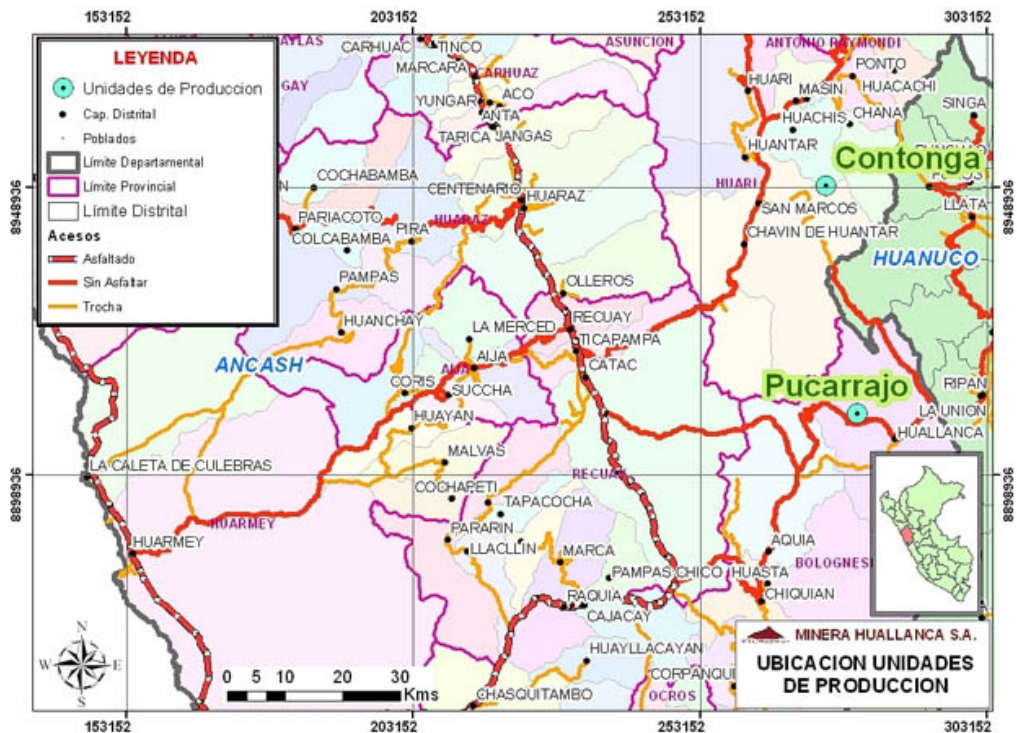 153152
203152
253152
303152
8948936
8898936
8948936
8898936
153152
203152
253152
303152
LEYENDA
Unidades de Produccion
Cap. Distrital
Poblados
Límite Departamental
Límite Provincial
Límite Distrital
Accesos
Asfaltado
Sin Asfaltar
Trocha
GAY
CARHUAC
TINCO
ASUNCION
ANTONIO RAYMONDI
MARCARA
ARHUAZ
HUARI
PONTO
MASIN
HUACACHI
YUNGAR
ACO
ANTA
HUACHIS
CHANA
SINGA
TARICA
JANGAS
HUANTAR
Contonga
COCHABAMBA
CENTENARIO
HUARAZ
HUARI
SAN MARCOS
LLATA
PARIACOTO
PIRA
HUARAZ
CHAVIN DE HUANTAR
COLCABAMBA
HUANUCO
PAMPAS
OLLEROS
HUANCHAY
LA MERCED
RECUAY
TICAPAMPA
ANCASH
AIJA
AIJA
CATAC
CORIS
SUCCHA
Pucarrajo
RIPAN
HUAYAN
LA UNION
HUALLANCA
MALVAS
LA CALETA DE CULEBRAS
RECUAY
COCHAPETI
TAPACOCHA
HUARMEY
PARARIN
HUARMEY
LLACLLIN
MARCA
AQUIA
BOLOGNESI
PAMPAS CHICO
HUASTA
CHIQUIAN
RAQUIA
CAJACAY
HUAYLLACAYAN
CORPANQUI
CHASQUITAMBO
OCROS
N
W
E
S
0 5 10 20 30
Kms
MINERA HUALLANCA S.A.
UBICACION UNIDADES
DE PRODUCCION